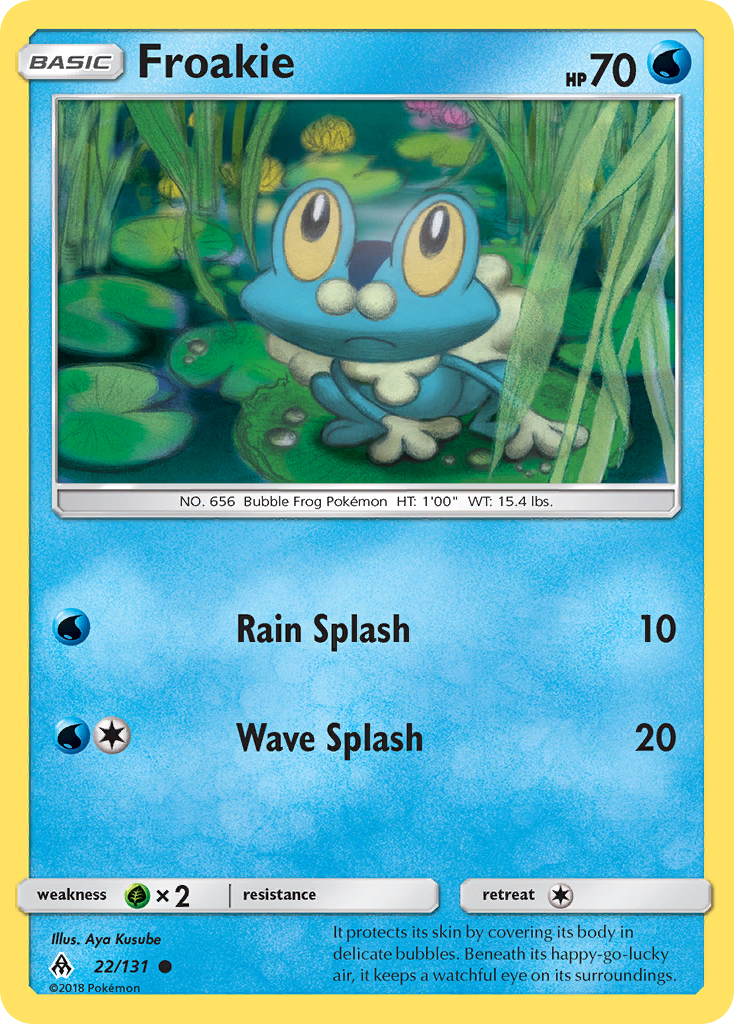 BASIC Froakie HP 70
NO. 656 Bubble Frog Pokémon HT: 1'00" WT: 15.4 lbs.
Rain Splash 10
Wave Splash 20
weakness × 2 resistance retreat
Illus. Aya Kusube
22/131
©2018 Pokémon
It protects its skin by covering its body in
delicate bubbles. Beneath its happy-go-lucky
air, it keeps a watchful eye on its surroundings.